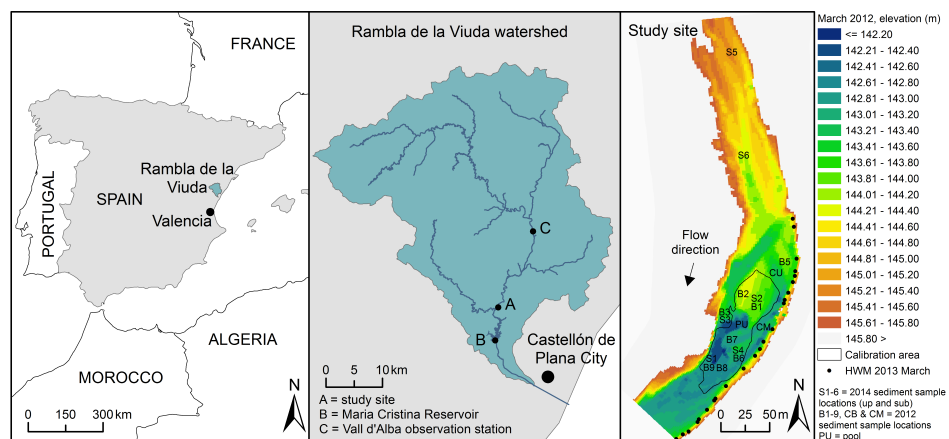 FRANCE
Rambla de la
Viuda
SPAIN
Valencia
PORTUGAL
ALGERIA
MOROCCO
N
0 150 300
km
Rambla de la Viuda watershed
C
A
B
Castellón de
Plana City
0 5 10
km
N
A = study site
B = Maria Cristina Reservoir
C = Vall d'Alba observation station
Study site
S5
S6
Flow
direction
B5
CU
B2
S2
B1
B3
S3
PU
CM
B7
S4
S1
B6
B9
B8
N
0 25 50
m
March 2012, elevation (m)
<= 142.20
142.21 - 142.40
142.41 - 142.60
142.61 - 142.80
142.81 - 143.00
143.01 - 143.20
143.21 - 143.40
143.41 - 143.60
143.61 - 143.80
143.81 - 144.00
144.01 - 144.20
144.21 - 144.40
144.41 - 144.60
144.61 - 144.80
144.81 - 145.00
145.01 - 145.20
145.21 - 145.40
145.41 - 145.60
145.61 - 145.80
145.80 >
Calibration area
HWM 2013 March
S1-6 = 2014 sediment sample
locations (up and sub)
B1-9, CB & CM = 2012
sediment sample locations
PU = pool